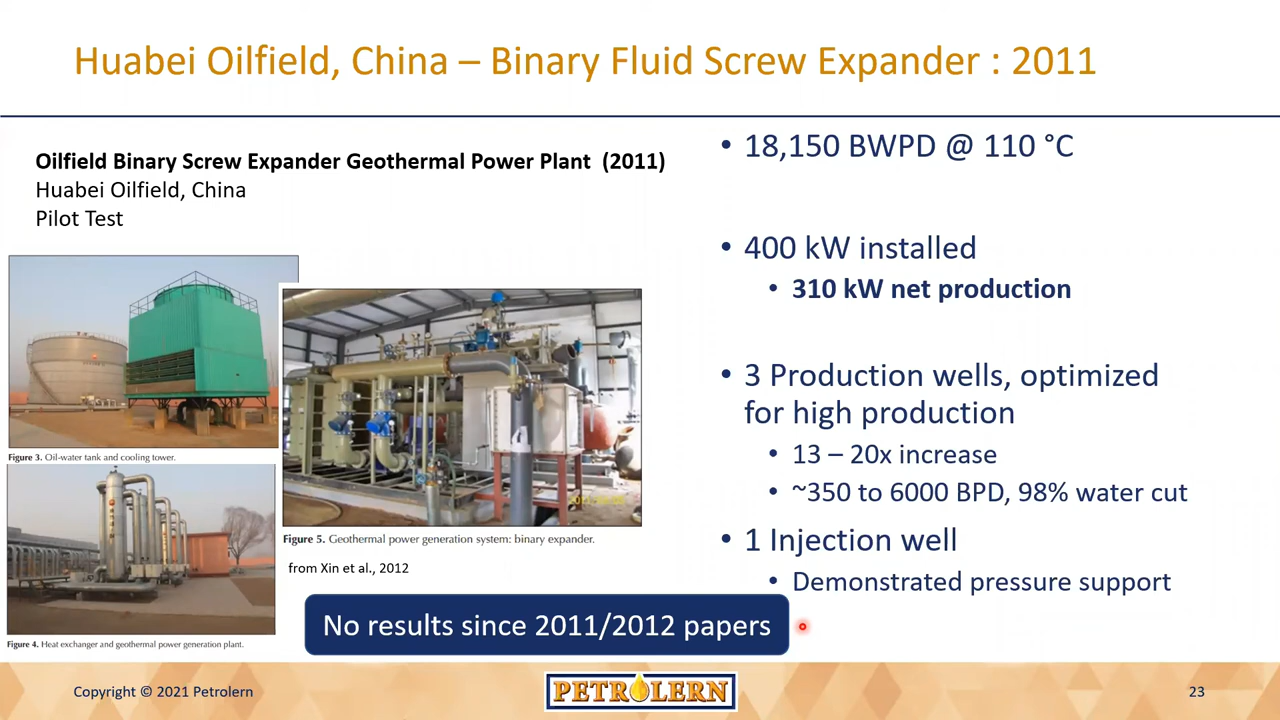 Huabei Oilfield, China – Binary Fluid Screw Expander : 2011
Oilfield Binary Screw Expander Geothermal Power Plant (2011)
Huabei Oilfield, China
Pilot Test
Figure 3. Oil-water tank and cooling tower.
Figure 4. Heat exchanger and geothermal power generation plant.
Figure 5. Geothermal power generation system: binary expander.
from Xin et al., 2012
• 18,150 BWPD @ 110 °C
• 400 kW installed
• 310 kW net production
• 3 Production wells, optimized
for high production
• 13 – 20x increase
• ~350 to 6000 BPD, 98% water cut
• 1 Injection well
• Demonstrated pressure support
No results since 2011/2012 papers
Copyright © 2021 Petrolern
PETROLERN
23